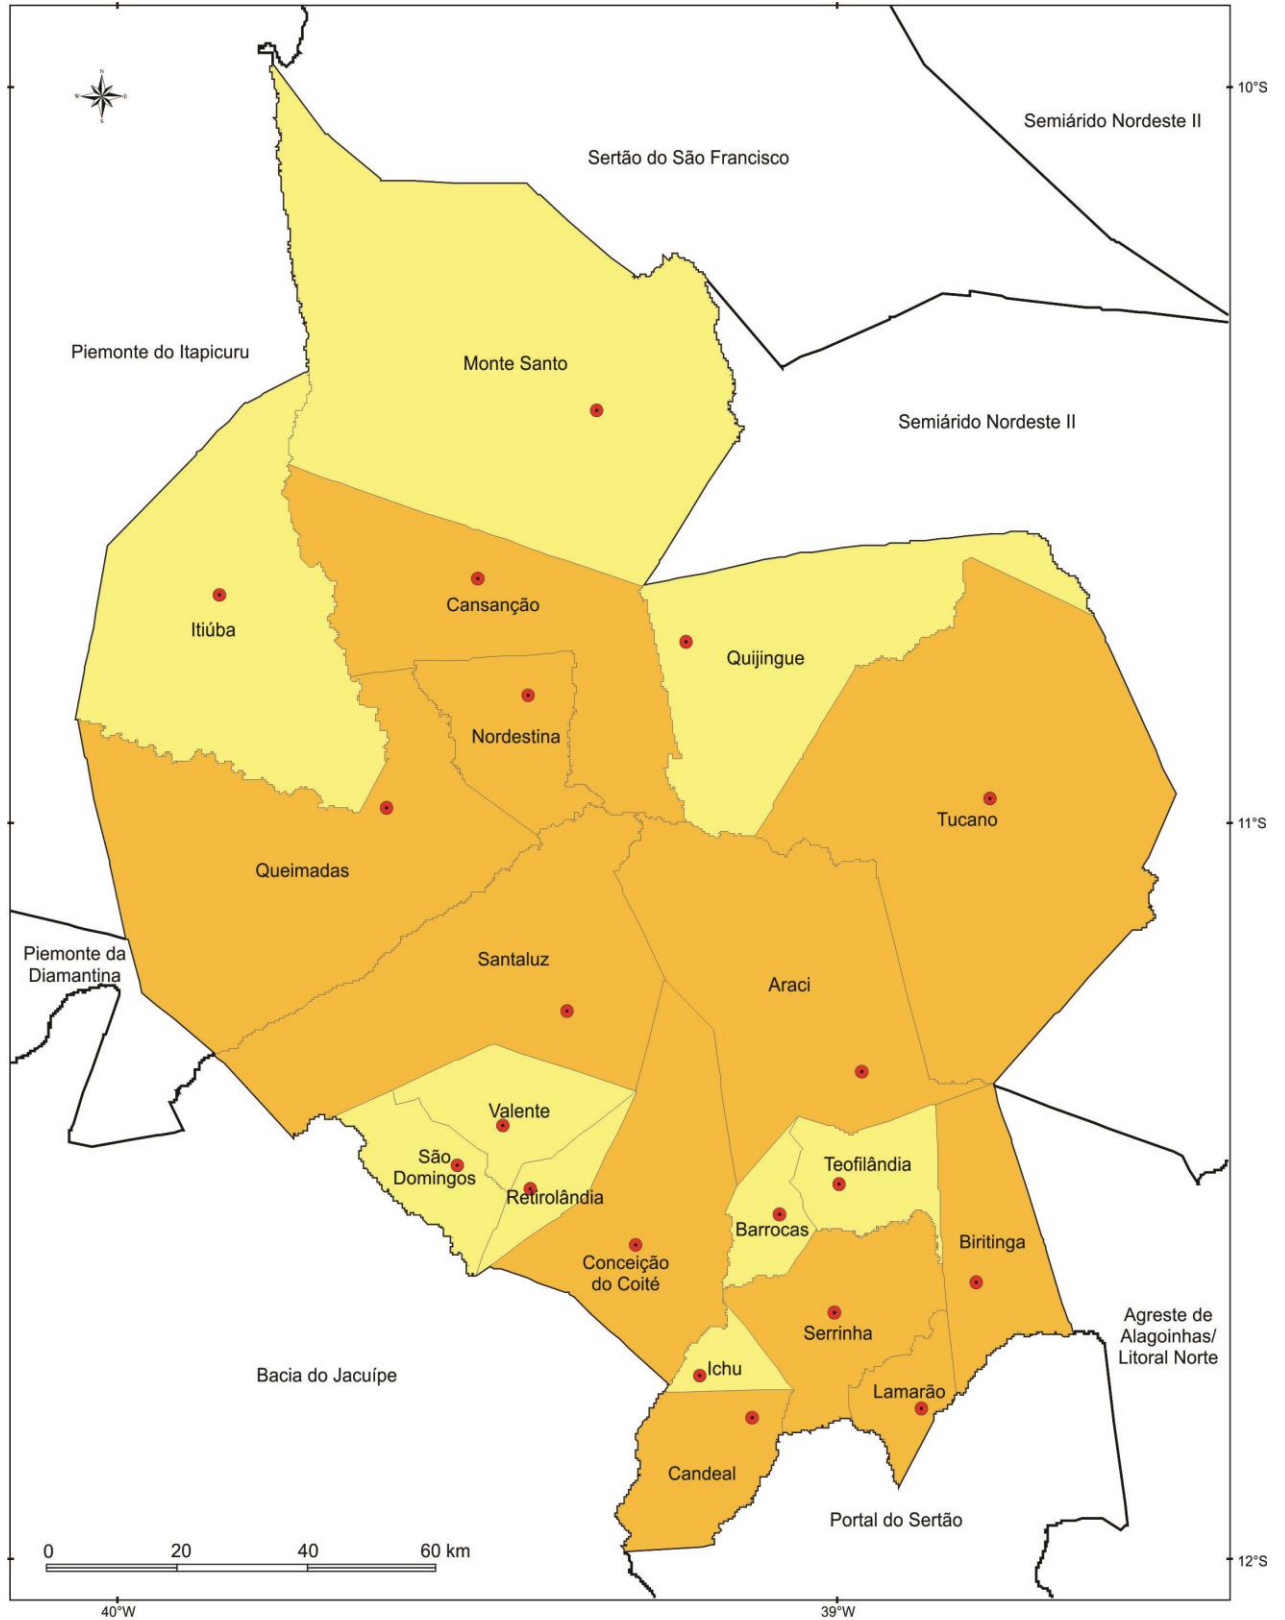 10°S
N
W
E
S
Semiárido Nordeste II
Sertão do São Francisco
Piemonte do Itapicuru
Monte Santo
Semiárido Nordeste II
Cansanção
Itiúba
Quijingue
Nordestina
Tucano
11°S
Queimadas
Piemonte da
Diamantina
Santaluz
Araci
Valente
São
Domingos
Retirolândia
Teofilândia
Barrocas
Biritinga
Conceição
do Coité
Serrinha
Agreste de
Alagoinhas/
Litoral Norte
Ichu
Bacia do Jacuípe
Lamarão
Candeal
Portal do Sertão
0 20 40 60 km
12°S
40°W 39°W